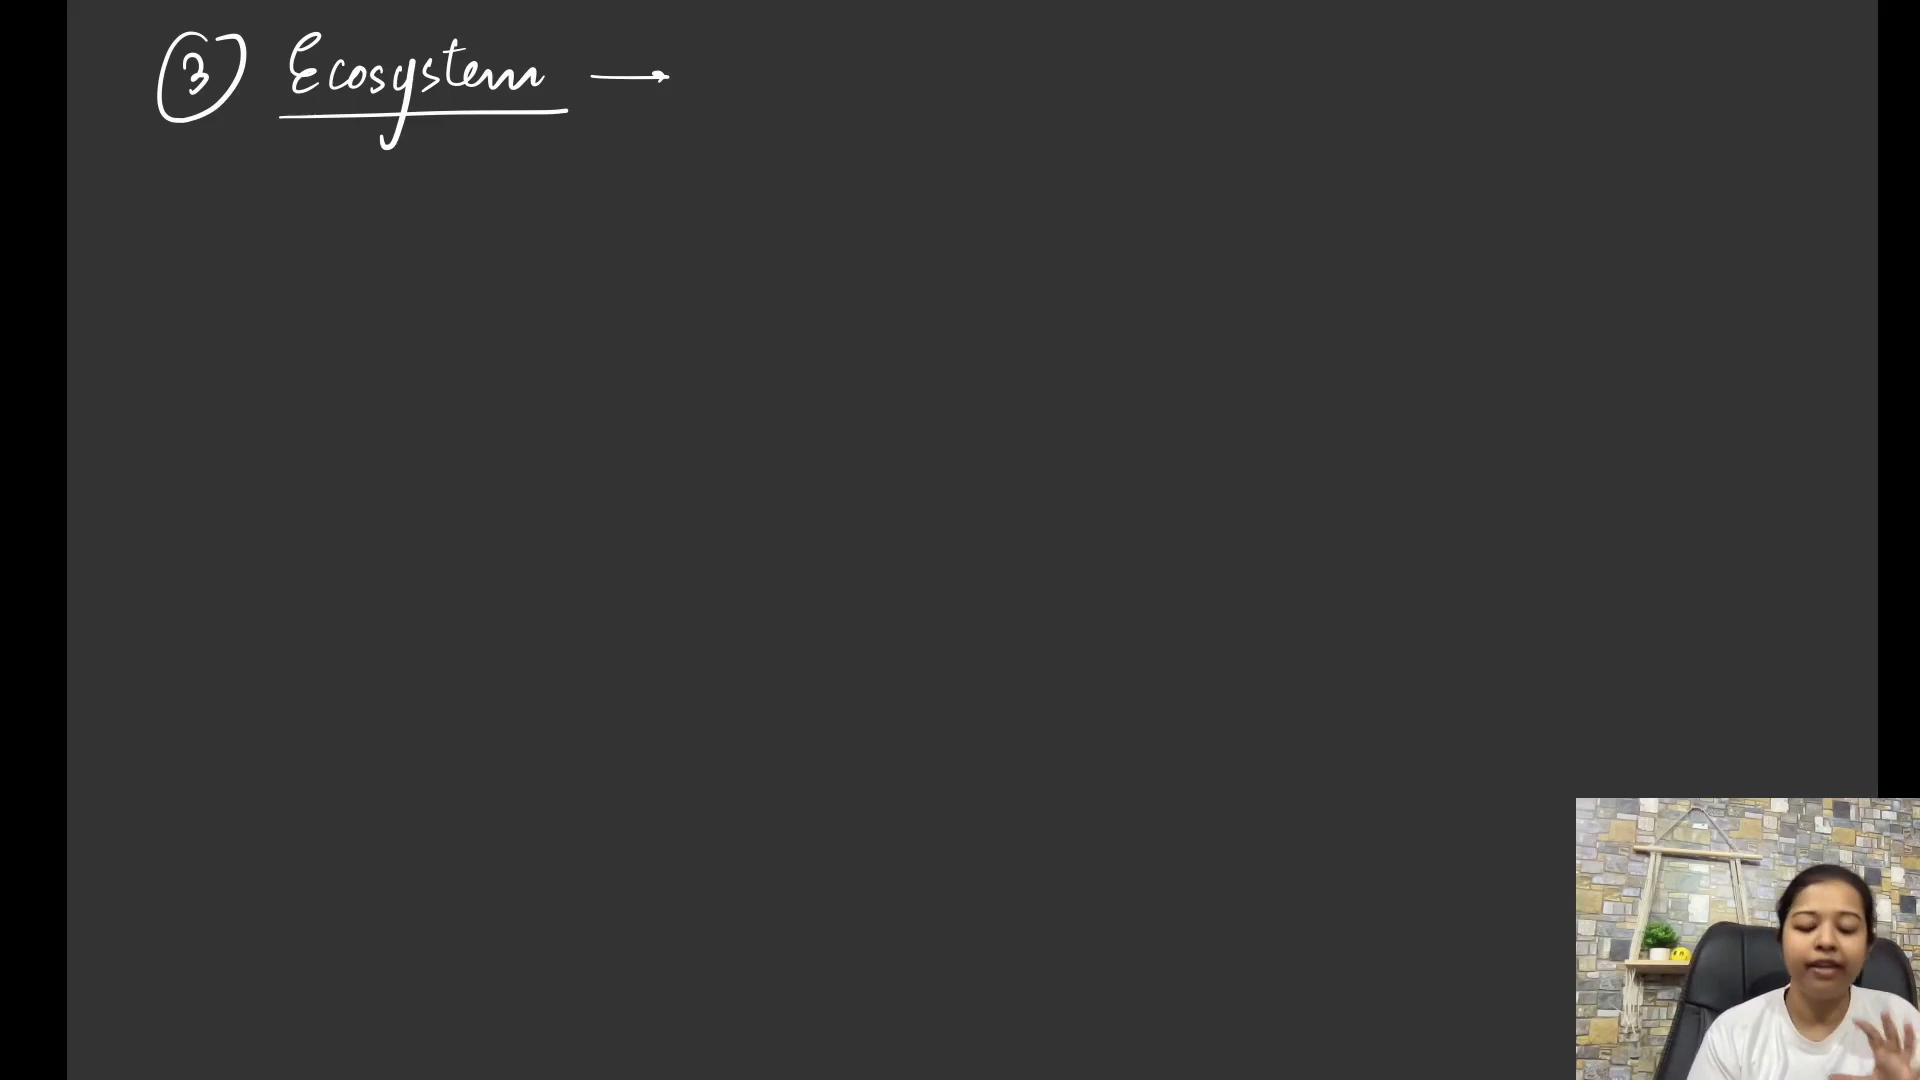 ③ Ecosystem →